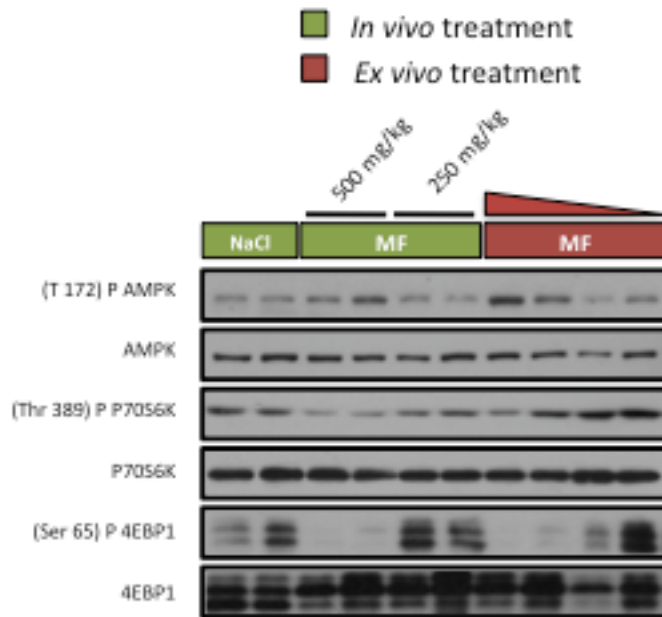 In vivo treatment
Ex vivo treatment
500 mg/kg
250 mg/kg
NaCl
MF
MF
(T 172) P AMPK
AMPK
(Thr 389) P P70S6K
P70S6K
(Ser 65) P 4EBP1
4EBP1